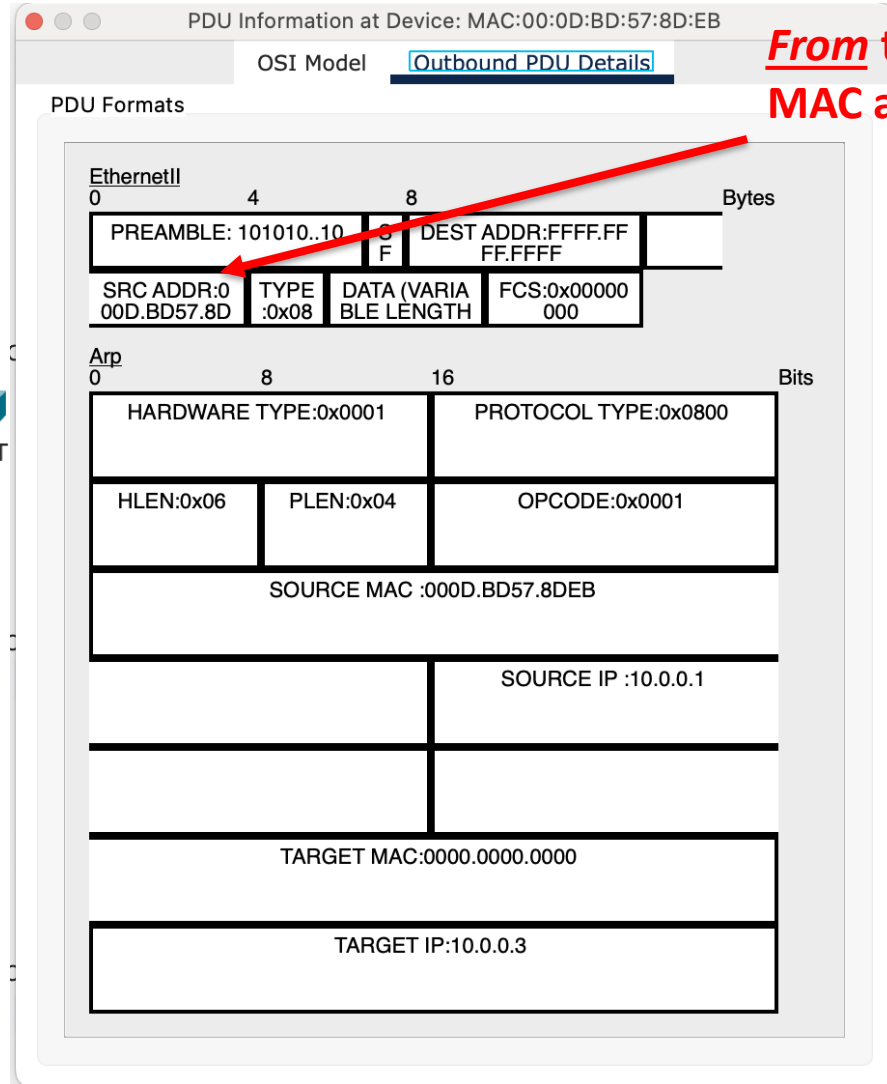 PDU Information at Device: MAC:00:0D:BD:57:8D:EB
From
MAC a
OSI Model Outbound PDU Details
PDU Formats
EthernetII
0 4 8 Bytes
PREAMBLE: 101010..10 F DEST ADDR:FFFF.FF
FF.FFFF
SRC ADDR:0 TYPE DATA (VARIA FCS:0x00000
00D.BD57.8D :0x08 BLE LENGTH 000
Arp
0 8 16 Bits
HARDWARE TYPE:0x0001 PROTOCOL TYPE:0x0800
HLEN:0x06 PLEN:0x04 OPCODE:0x0001
SOURCE MAC :000D.BD57.8DEB
SOURCE IP :10.0.0.1
TARGET MAC:0000.0000.0000
TARGET IP:10.0.0.3